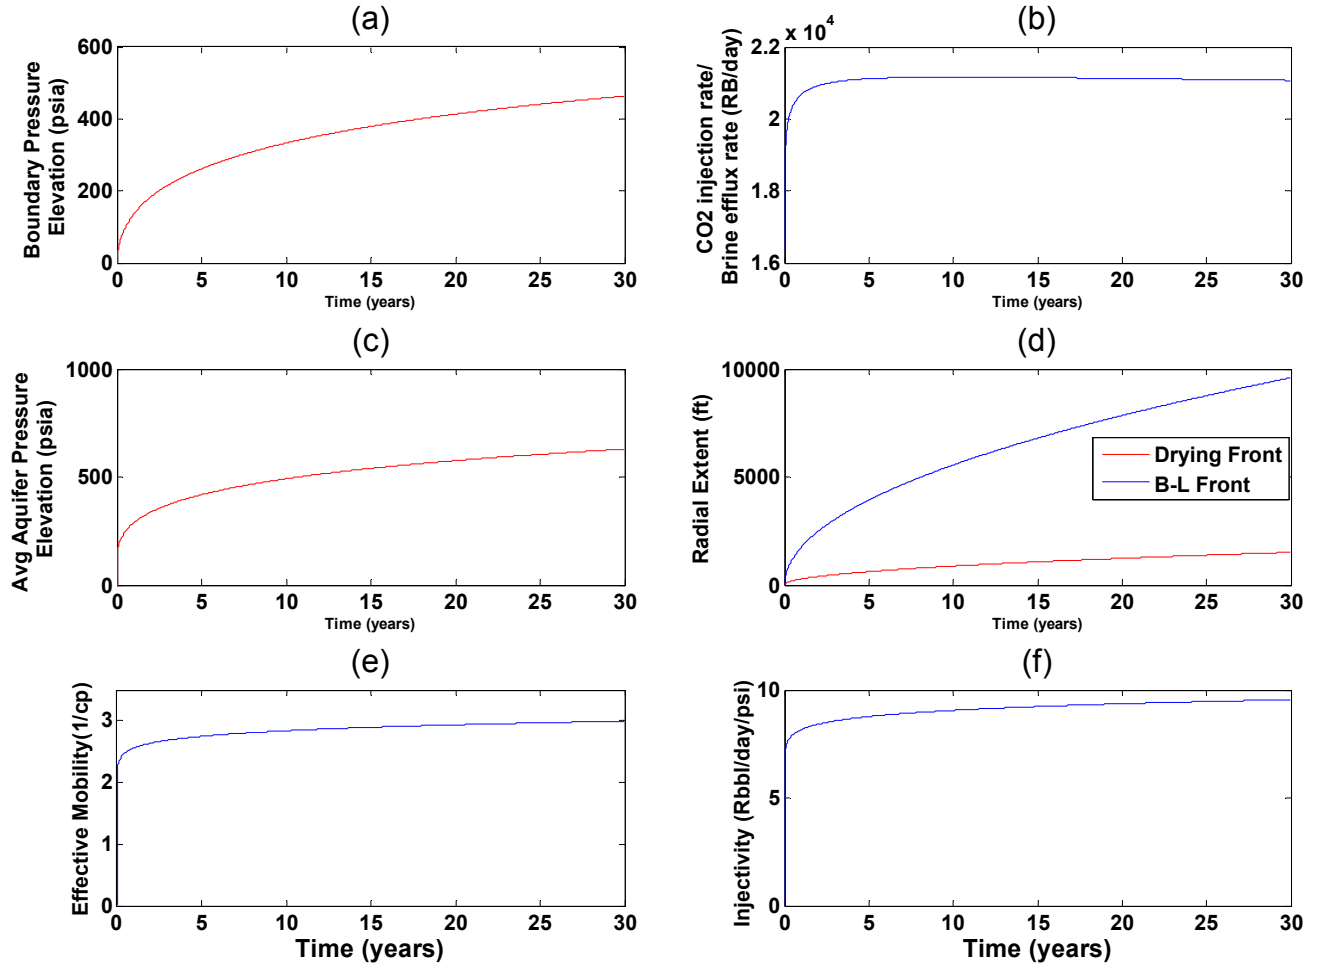 (a)
600
400
200
0
Boundary Pressure
Elevation (psia)
0 5 10 15 20 25 30
Time (years)
(b)
x 10^4
2.2
2
1.8
1.6
CO2 injection rate/
Brine efflux rate (RB/day)
0 5 10 15 20 25 30
Time (years)
(c)
1000
500
0
Avg Aquifer Pressure
Elevation (psia)
0 5 10 15 20 25 30
Time (years)
(d)
10000
5000
0
Radial Extent (ft)
Drying Front
B-L Front
0 5 10 15 20 25 30
Time (years)
(e)
3
2
1
0
Effective Mobility(1/cp)
0 5 10 15 20 25 30
Time (years)
(f)
10
5
0
Injectivity (Rbbl/day/psi)
0 5 10 15 20 25 30
Time (years)